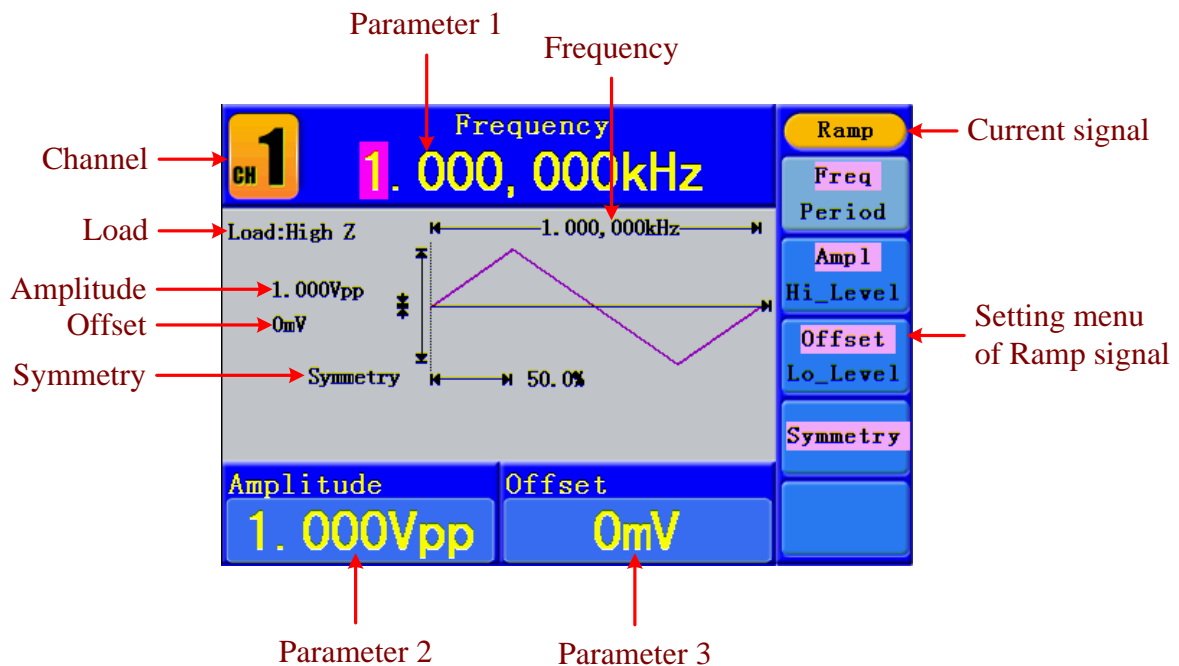 Parameter 1
Frequency
Channel
CH 1
Frequency
1.000,000kHz
Ramp
Current signal
Freq
Period
Load
Load:High Z
1.000,000kHz
Ampl
Hi_Level
Amplitude
1.000Vpp
Offset
0mV
Offset
Lo_Level
Setting menu
of Ramp signal
Symmetry
Symmetry
50.0%
Symmetry
Amplitude
1.000Vpp
Offset
0mV
Parameter 2
Parameter 3